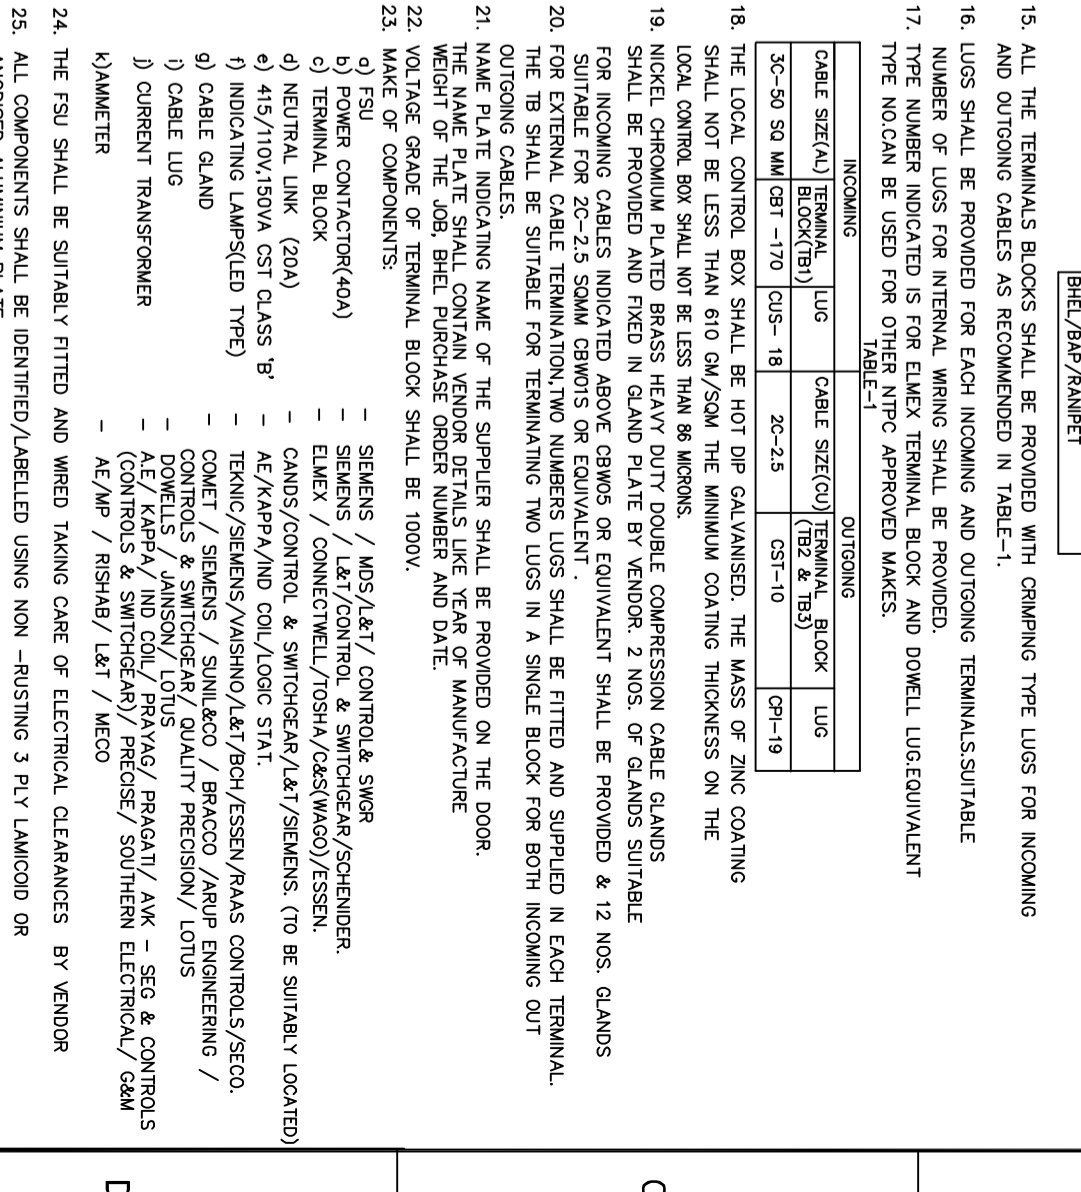 BHEL/BAP/RANIPET
15. ALL THE TERMINALS BLOCKS SHALL BE PROVIDED WITH CRIMPING TYPE LUGS FOR INCOMING
AND OUTGOING CABLES AS RECOMMENDED IN TABLE-1.
16. LUGS SHALL BE PROVIDED FOR EACH INCOMING AND OUTGOING TERMINALS.SUITABLE
NUMBER OF LUGS FOR INTERNAL WIRING SHALL BE PROVIDED.
17. TYPE NUMBER INDICATED IS FOR ELMEX TERMINAL BLOCK AND DOWELL LUG.EQUIVALENT
TYPE NO.CAN BE USED FOR OTHER NTPC APPROVED MAKES.
TABLE-1
INCOMING OUTGOING
CABLE SIZE(AL) TERMINAL BLOCK(TB1) LUG CABLE SIZE(CU) TERMINAL BLOCK (TB2 & TB3) LUG
3C-50 SQ MM CBT -170 CUS- 18 2C-2.5 CST-10 CPI-19
18. THE LOCAL CONTROL BOX SHALL BE HOT DIP GALVANISED. THE MASS OF ZINC COATING
SHALL NOT BE LESS THAN 610 GM/SQM THE MINIMUM COATING THICKNESS ON THE
LOCAL CONTROL BOX SHALL NOT BE LESS THAN 86 MICRONS.
19. NICKEL CHROMIUM PLATED BRASS HEAVY DUTY DOUBLE COMPRESSION CABLE GLANDS
SHALL BE PROVIDED AND FIXED IN GLAND PLATE BY VENDOR. 2 NOS. OF GLANDS SUITABLE
FOR INCOMING CABLES INDICATED ABOVE CBW05 OR EQUIVALENT SHALL BE PROVIDED & 12 NOS. GLANDS
SUITABLE FOR 2C-2.5 SQMM CBW01S OR EQUIVALENT .
20. FOR EXTERNAL CABLE TERMINATION,TWO NUMBERS LUGS SHALL BE FITTED AND SUPPLIED IN EACH TERMINAL.
THE TB SHALL BE SUITABLE FOR TERMINATING TWO LUGS IN A SINGLE BLOCK FOR BOTH INCOMING OUT
OUTGOING CABLES.
21. NAME PLATE INDICATING NAME OF THE SUPPLIER SHALL BE PROVIDED ON THE DOOR.
THE NAME PLATE SHALL CONTAIN VENDOR DETAILS LIKE YEAR OF MANUFACTURE
WEIGHT OF THE JOB, BHEL PURCHASE ORDER NUMBER AND DATE.
22. VOLTAGE GRADE OF TERMINAL BLOCK SHALL BE 1000V.
23. MAKE OF COMPONENTS:
a) FSU - SIEMENS / MDS/L&T/ CONTROL& SWGR
b) POWER CONTACTOR(40A) - SIEMENS / L&T/CONTROL & SWITCHGEAR/SCHENIDER.
c) TERMINAL BLOCK - ELMEX / CONNECTWELL/TOSHA/C&S(WAGO)/ESSEN.
d) NEUTRAL LINK (20A) - CANDS/CONTROL & SWITCHGEAR/L&T/SIEMENS. (TO BE SUITABLY LOCATED)
e) 415/110V,150VA CST CLASS 'B' - AE/KAPPA/IND COIL/LOGIC STAT.
f) INDICATING LAMPS(LED TYPE) - TEKNIC/SIEMENS/VAISHNO/L&T/BCH/ESSEN/RAAS CONTROLS/SECO.
g) CABLE GLAND - COMET / SIEMENS / SUNIL&CO / BRACCO /ARUP ENGINEERING /
CONTROLS & SWITCHGEAR/ QUALITY PRECISION/ LOTUS
i) CABLE LUG - DOWELLS / JAINSON/ LOTUS
j) CURRENT TRANSFORMER - A.E/ KAPPA/ IND COIL/ PRAYAG/ PRAGATI/ AVK - SEG & CONTROLS
(CONTROLS & SWITCHGEAR)/ PRECISE/ SOUTHERN ELECTRICAL/ G&M
k)AMMETER - AE/MP / RISHAB/ L&T / MECO
24. THE FSU SHALL BE SUITABLY FITTED AND WIRED TAKING CARE OF ELECTRICAL CLEARANCES BY VENDOR
25. ALL COMPONENTS SHALL BE IDENTIFIED/LABELLED USING NON -RUSTING 3 PLY LAMICOID OR